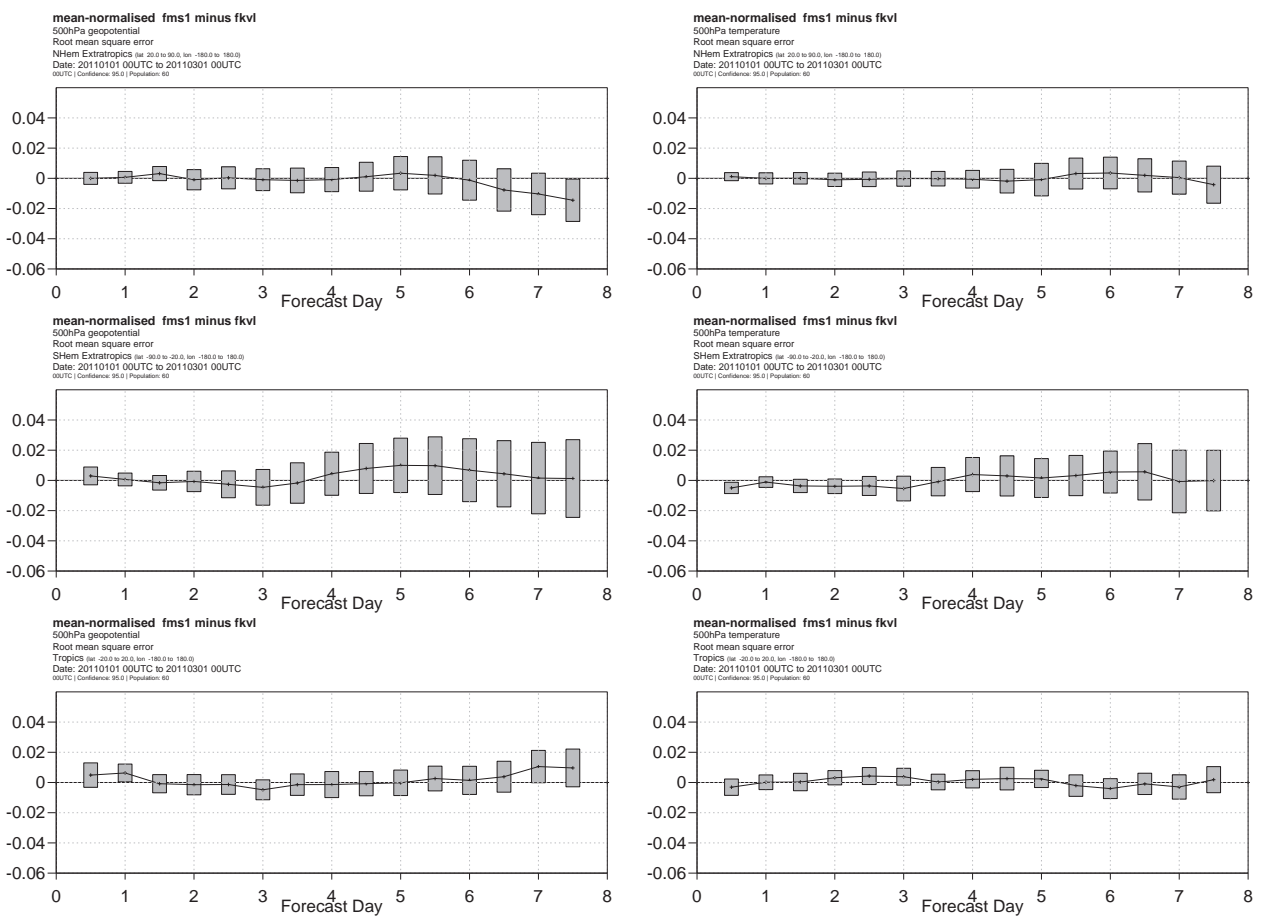 mean-normalised fms1 minus fkvl
500hPa geopotential
Root mean square error
NHem Extratropics (lat 20.0 to 90.0, lon -180.0 to 180.0)
Date: 20110101 00UTC to 20110301 00UTC
00UTC | Confidence: 95.0 | Population: 60
0.04
0.02
0
-0.02
-0.04
-0.06
0 1 2 3 4 5 6 7 8
Forecast Day
mean-normalised fms1 minus fkvl
500hPa temperature
Root mean square error
NHem Extratropics (lat 20.0 to 90.0, lon -180.0 to 180.0)
Date: 20110101 00UTC to 20110301 00UTC
00UTC | Confidence: 95.0 | Population: 60
0.04
0.02
0
-0.02
-0.04
-0.06
0 1 2 3 4 5 6 7 8
Forecast Day
mean-normalised fms1 minus fkvl
500hPa geopotential
Root mean square error
SHem Extratropics (lat -90.0 to -20.0, lon -180.0 to 180.0)
Date: 20110101 00UTC to 20110301 00UTC
00UTC | Confidence: 95.0 | Population: 60
0.04
0.02
0
-0.02
-0.04
-0.06
0 1 2 3 4 5 6 7 8
Forecast Day
mean-normalised fms1 minus fkvl
500hPa temperature
Root mean square error
SHem Extratropics (lat -90.0 to -20.0, lon -180.0 to 180.0)
Date: 20110101 00UTC to 20110301 00UTC
00UTC | Confidence: 95.0 | Population: 60
0.04
0.02
0
-0.02
-0.04
-0.06
0 1 2 3 4 5 6 7 8
Forecast Day
mean-normalised fms1 minus fkvl
500hPa geopotential
Root mean square error
Tropics (lat -20.0 to 20.0, lon -180.0 to 180.0)
Date: 20110101 00UTC to 20110301 00UTC
00UTC | Confidence: 95.0 | Population: 60
0.04
0.02
0
-0.02
-0.04
-0.06
0 1 2 3 4 5 6 7 8
Forecast Day
mean-normalised fms1 minus fkvl
500hPa temperature
Root mean square error
Tropics (lat -20.0 to 20.0, lon -180.0 to 180.0)
Date: 20110101 00UTC to 20110301 00UTC
00UTC | Confidence: 95.0 | Population: 60
0.04
0.02
0
-0.02
-0.04
-0.06
0 1 2 3 4 5 6 7 8
Forecast Day